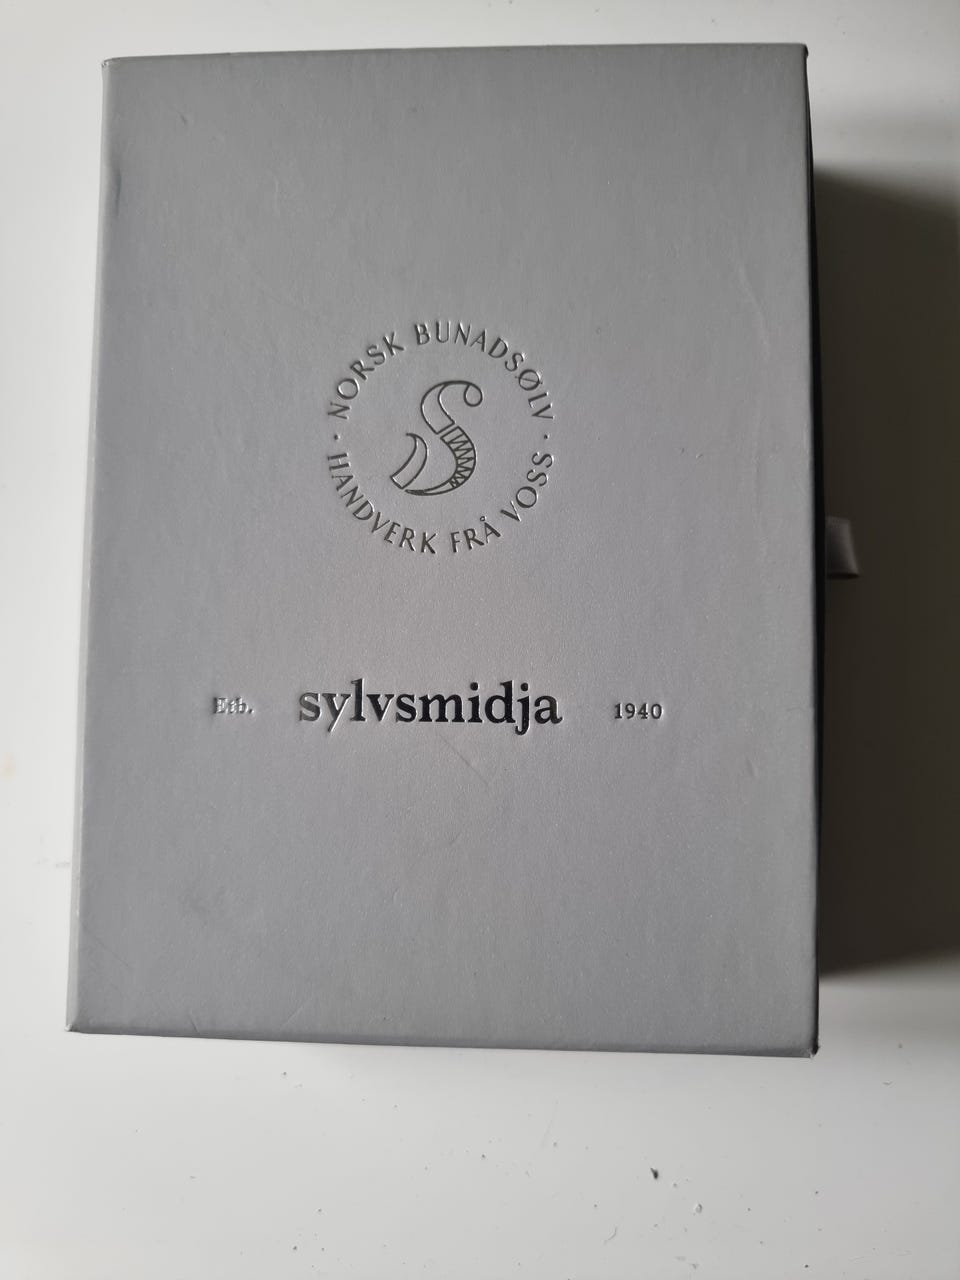 NORSK BUNADSØLV
· HANDVERK FRÅ VOSS ·
S
Etb. sylvsmidja 1940